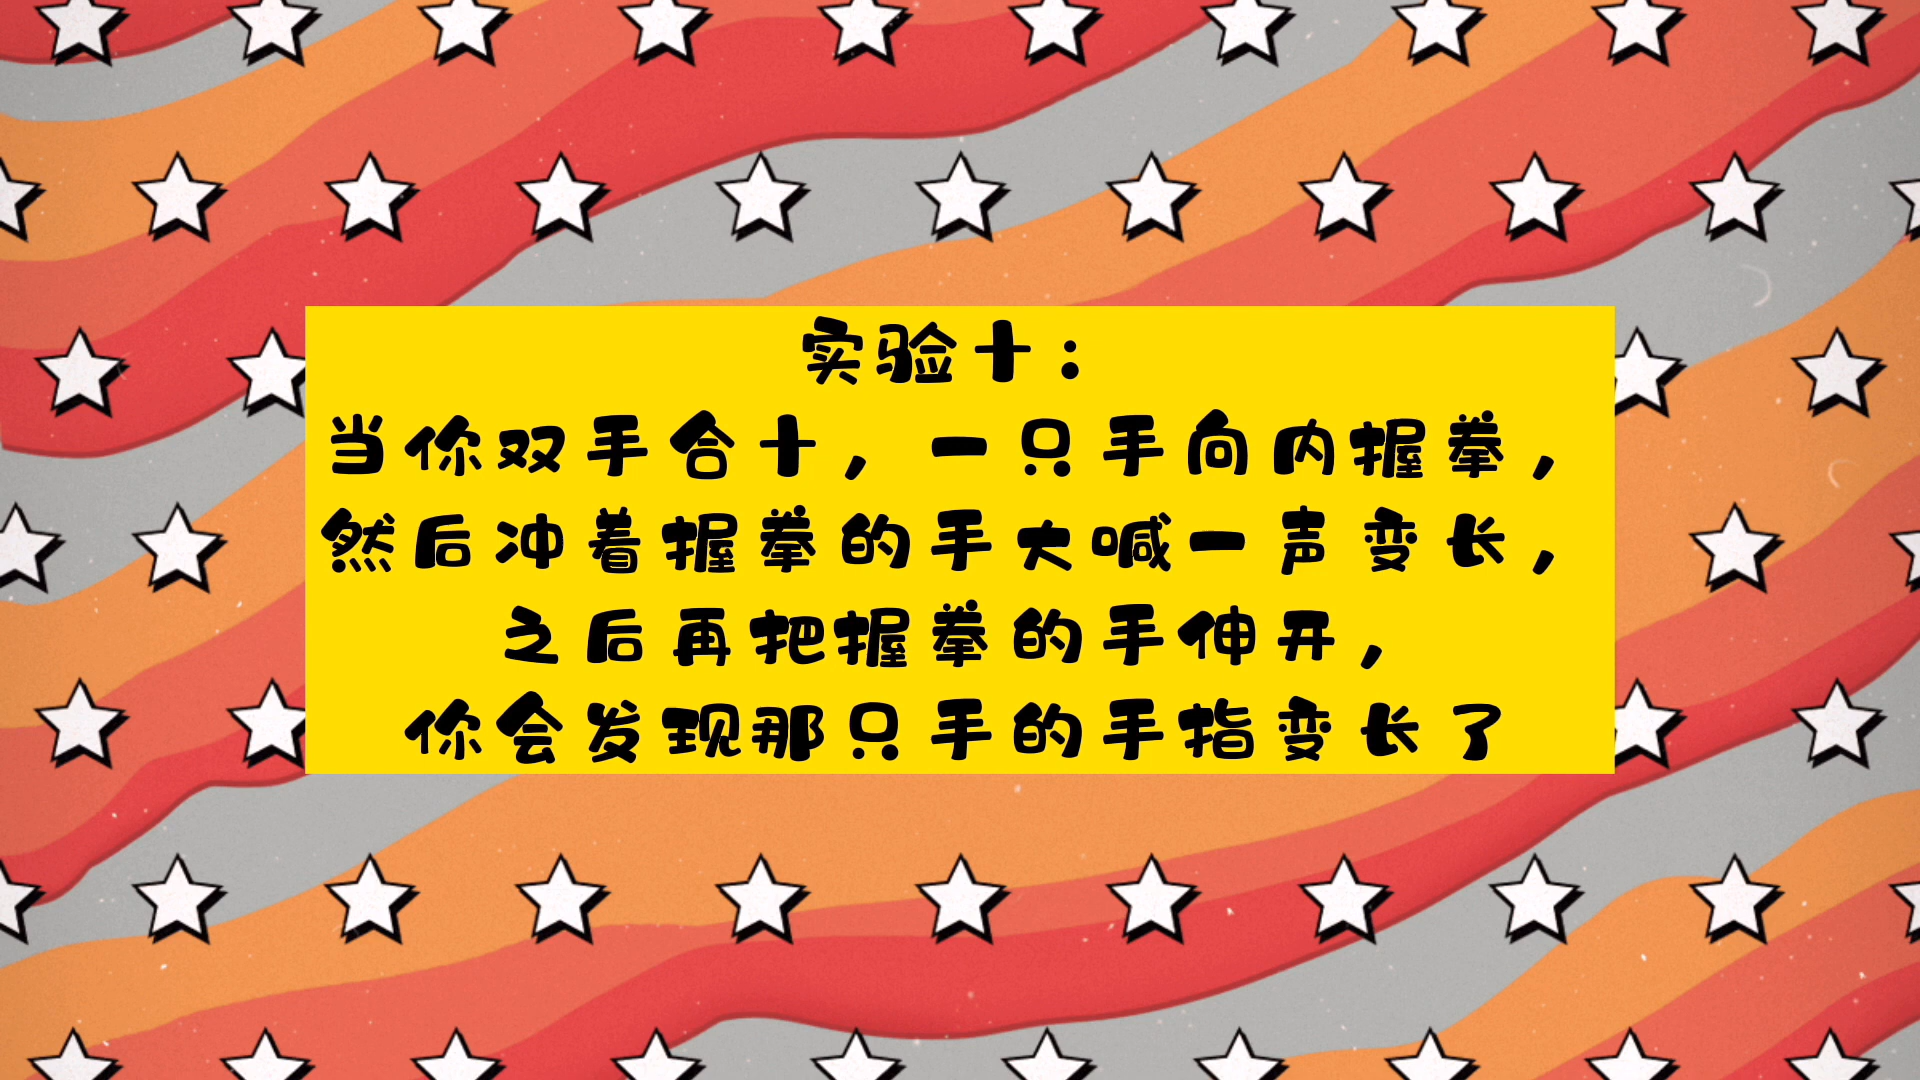 实验十：
当你双手合十，一只手向内握拳，
然后冲着握拳的手大喊一声变长，
之后再把握拳的手伸开，
你会发现那只手的手指变长了